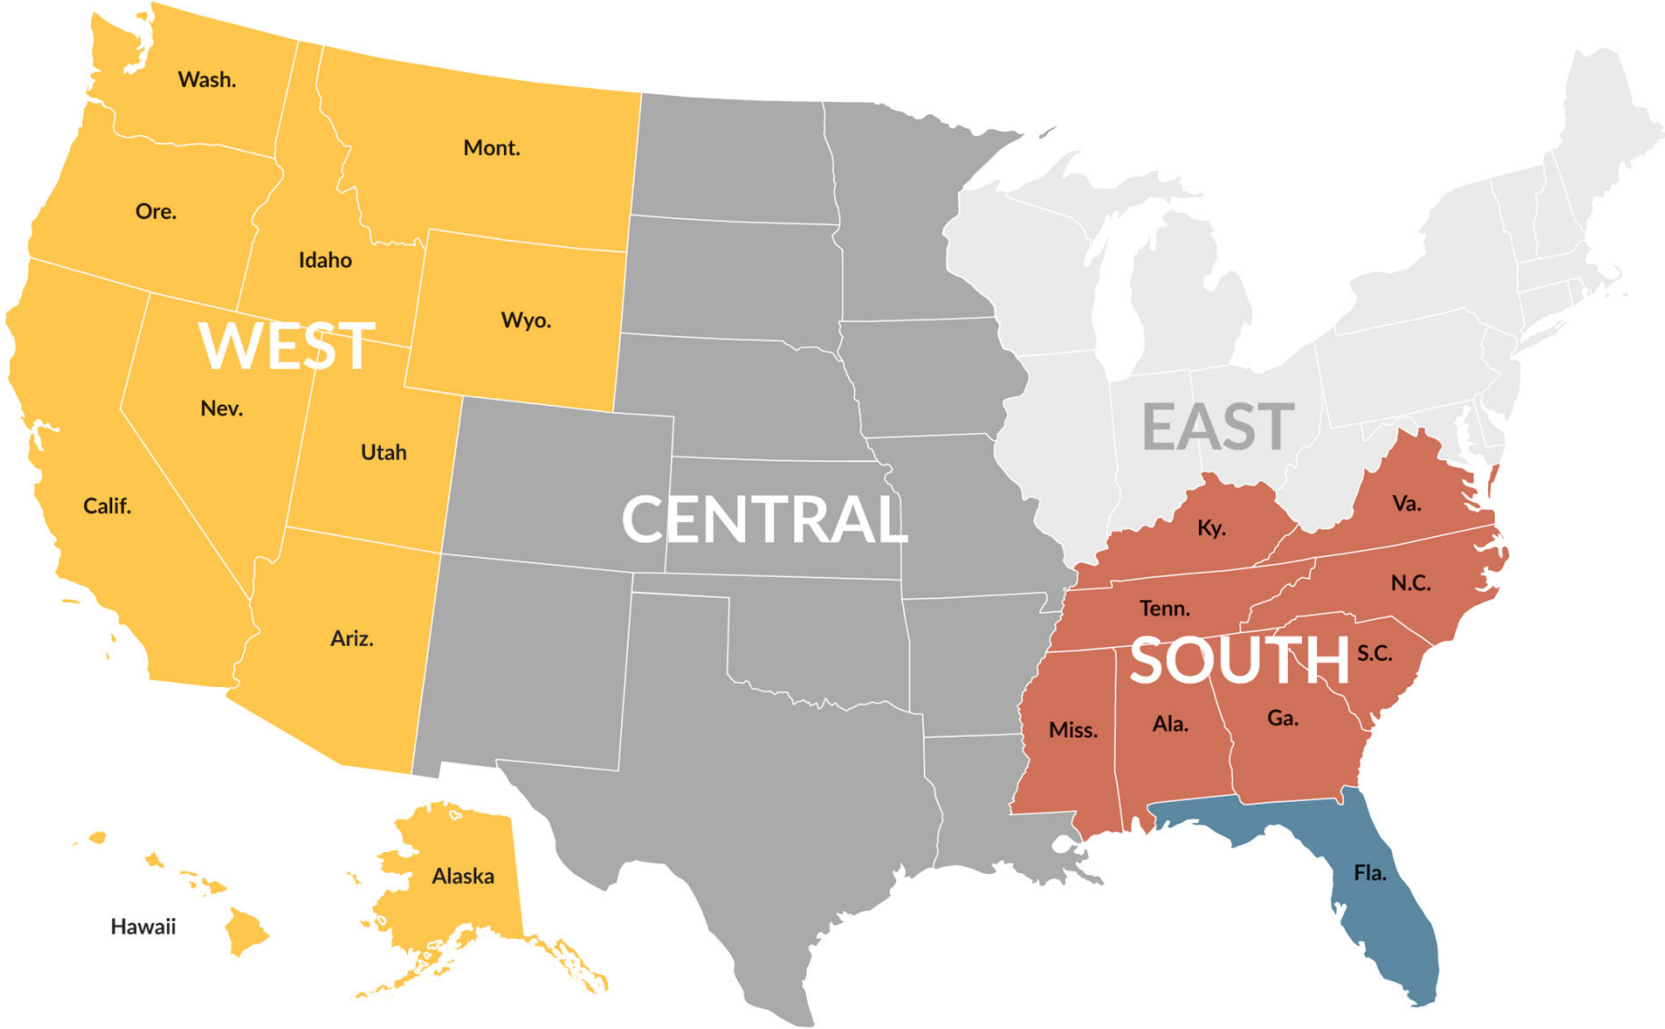 Wash.
Mont.
Ore.
Idaho
Wyo.
WEST
Nev.
Utah
Calif.
Ariz.
CENTRAL
EAST
Va.
Ky.
N.C.
Tenn.
SOUTH
S.C.
Miss.
Ala.
Ga.
Fla.
Alaska
Hawaii